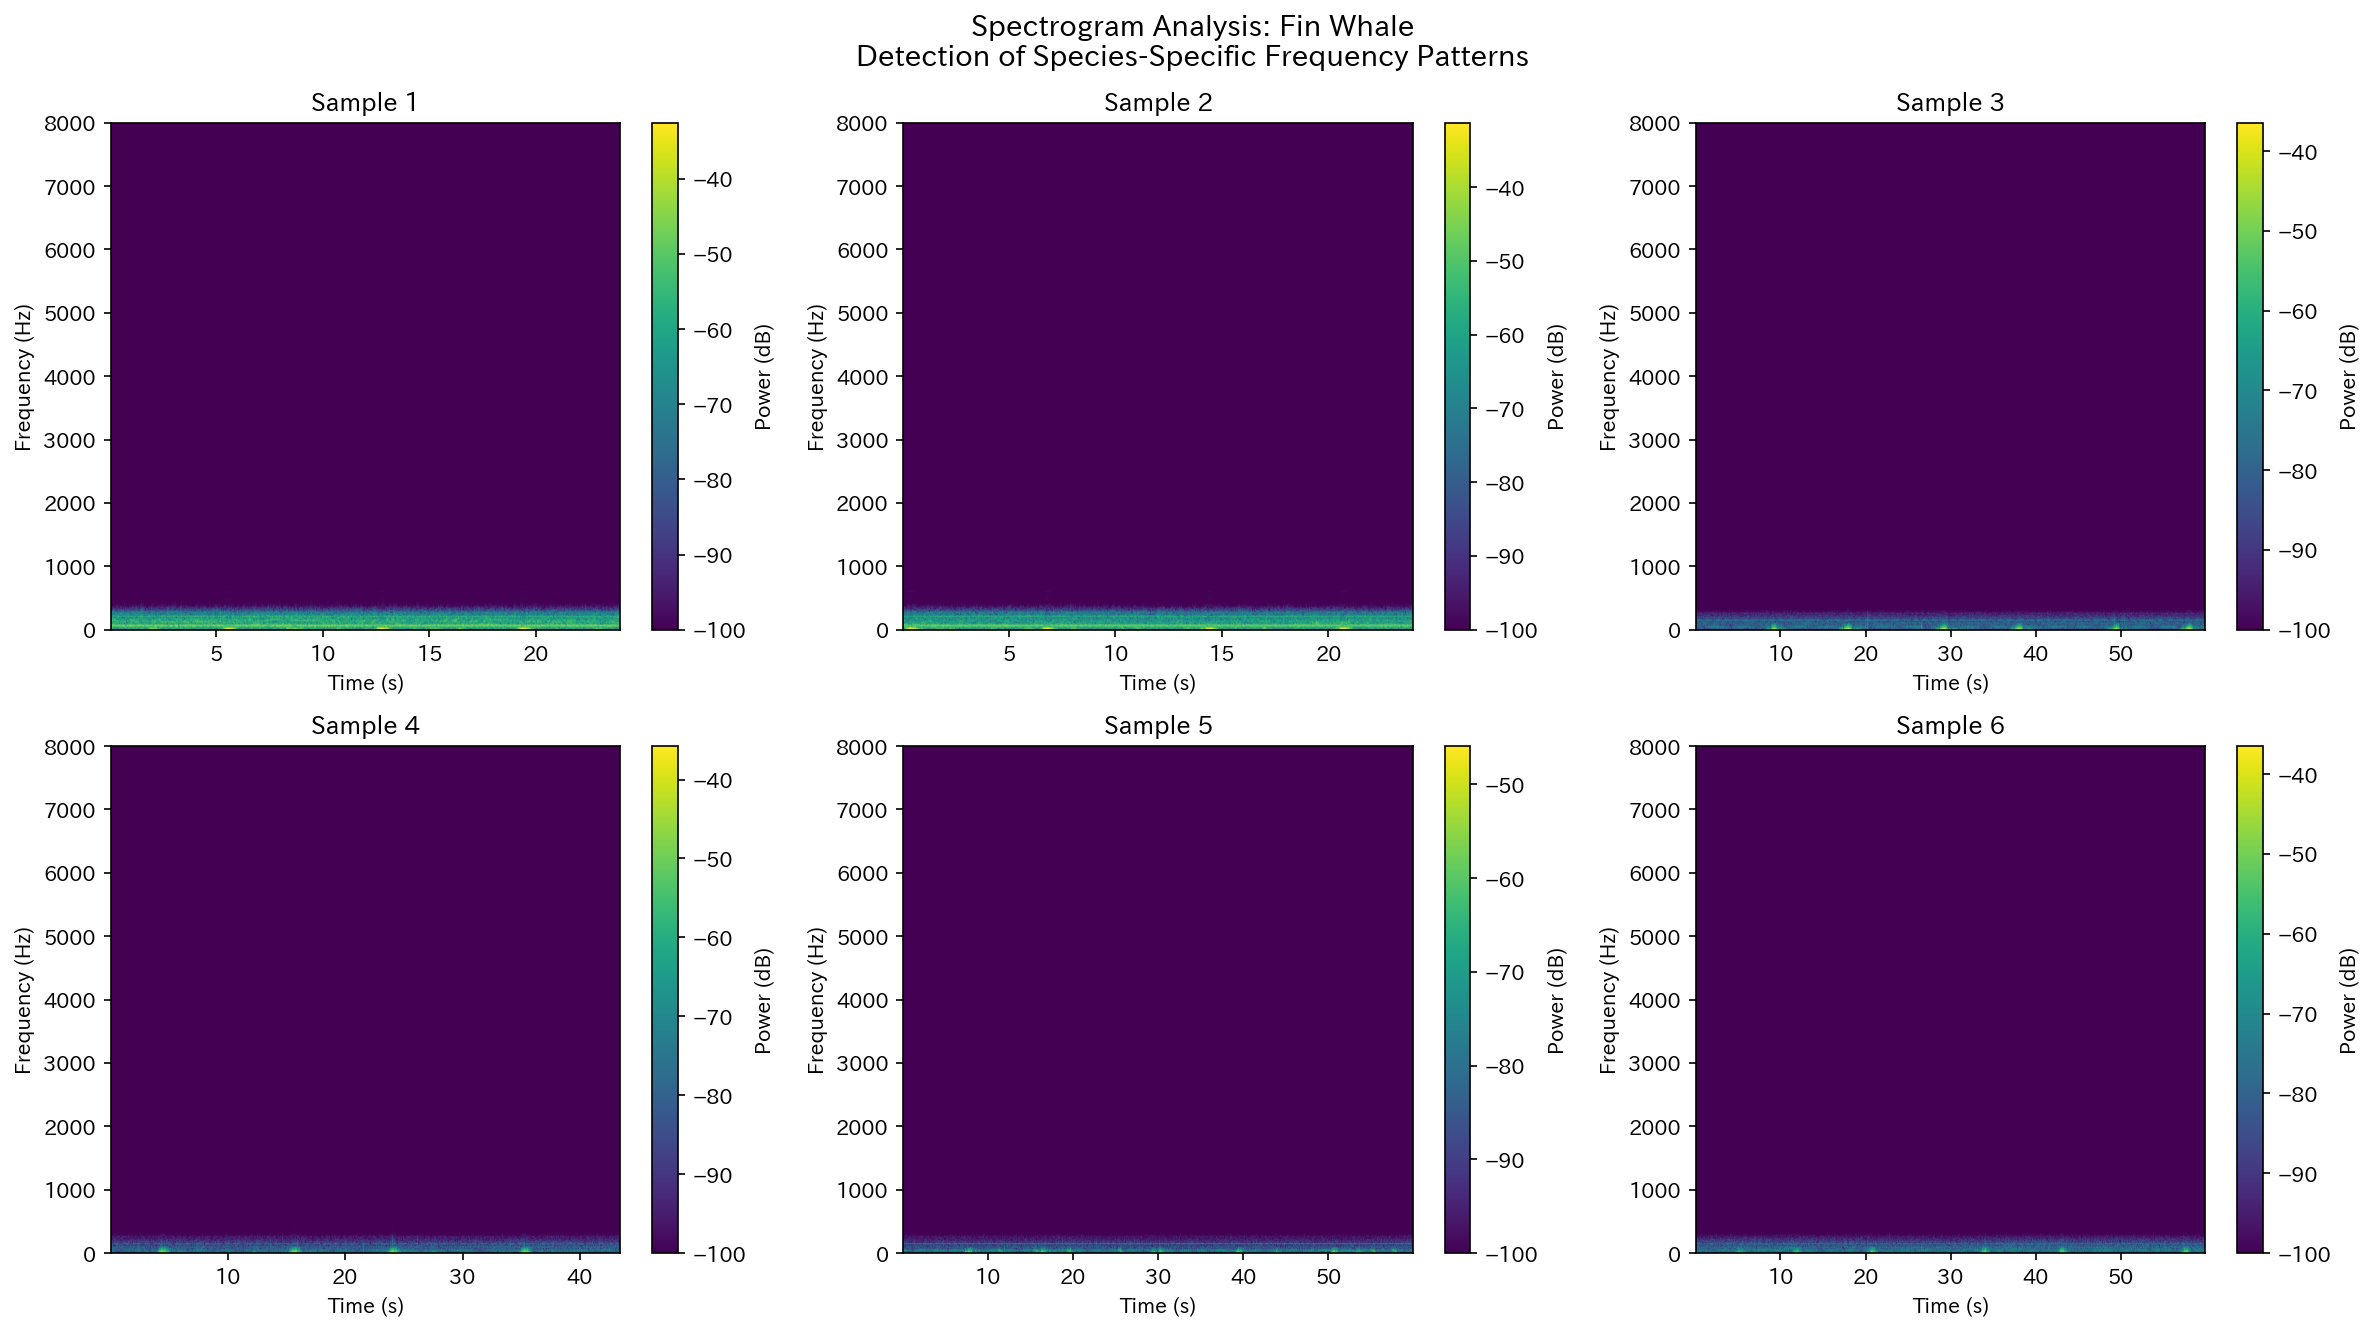 Spectrogram Analysis: Fin Whale
Detection of Species-Specific Frequency Patterns
Sample 1
8000
7000
6000
5000
4000
3000
2000
1000
0
Frequency (Hz)
5 10 15 20
Time (s)
−40
−50
−60
−70
−80
−90
−100
Power (dB)
Sample 2
8000
7000
6000
5000
4000
3000
2000
1000
0
Frequency (Hz)
5 10 15 20
Time (s)
−40
−50
−60
−70
−80
−90
−100
Power (dB)
Sample 3
8000
7000
6000
5000
4000
3000
2000
1000
0
Frequency (Hz)
10 20 30 40 50
Time (s)
−40
−50
−60
−70
−80
−90
−100
Power (dB)
Sample 4
8000
7000
6000
5000
4000
3000
2000
1000
0
Frequency (Hz)
10 20 30 40
Time (s)
−40
−50
−60
−70
−80
−90
−100
Power (dB)
Sample 5
8000
7000
6000
5000
4000
3000
2000
1000
0
Frequency (Hz)
10 20 30 40 50
Time (s)
−50
−60
−70
−80
−90
−100
Power (dB)
Sample 6
8000
7000
6000
5000
4000
3000
2000
1000
0
Frequency (Hz)
10 20 30 40 50
Time (s)
−40
−50
−60
−70
−80
−90
−100
Power (dB)